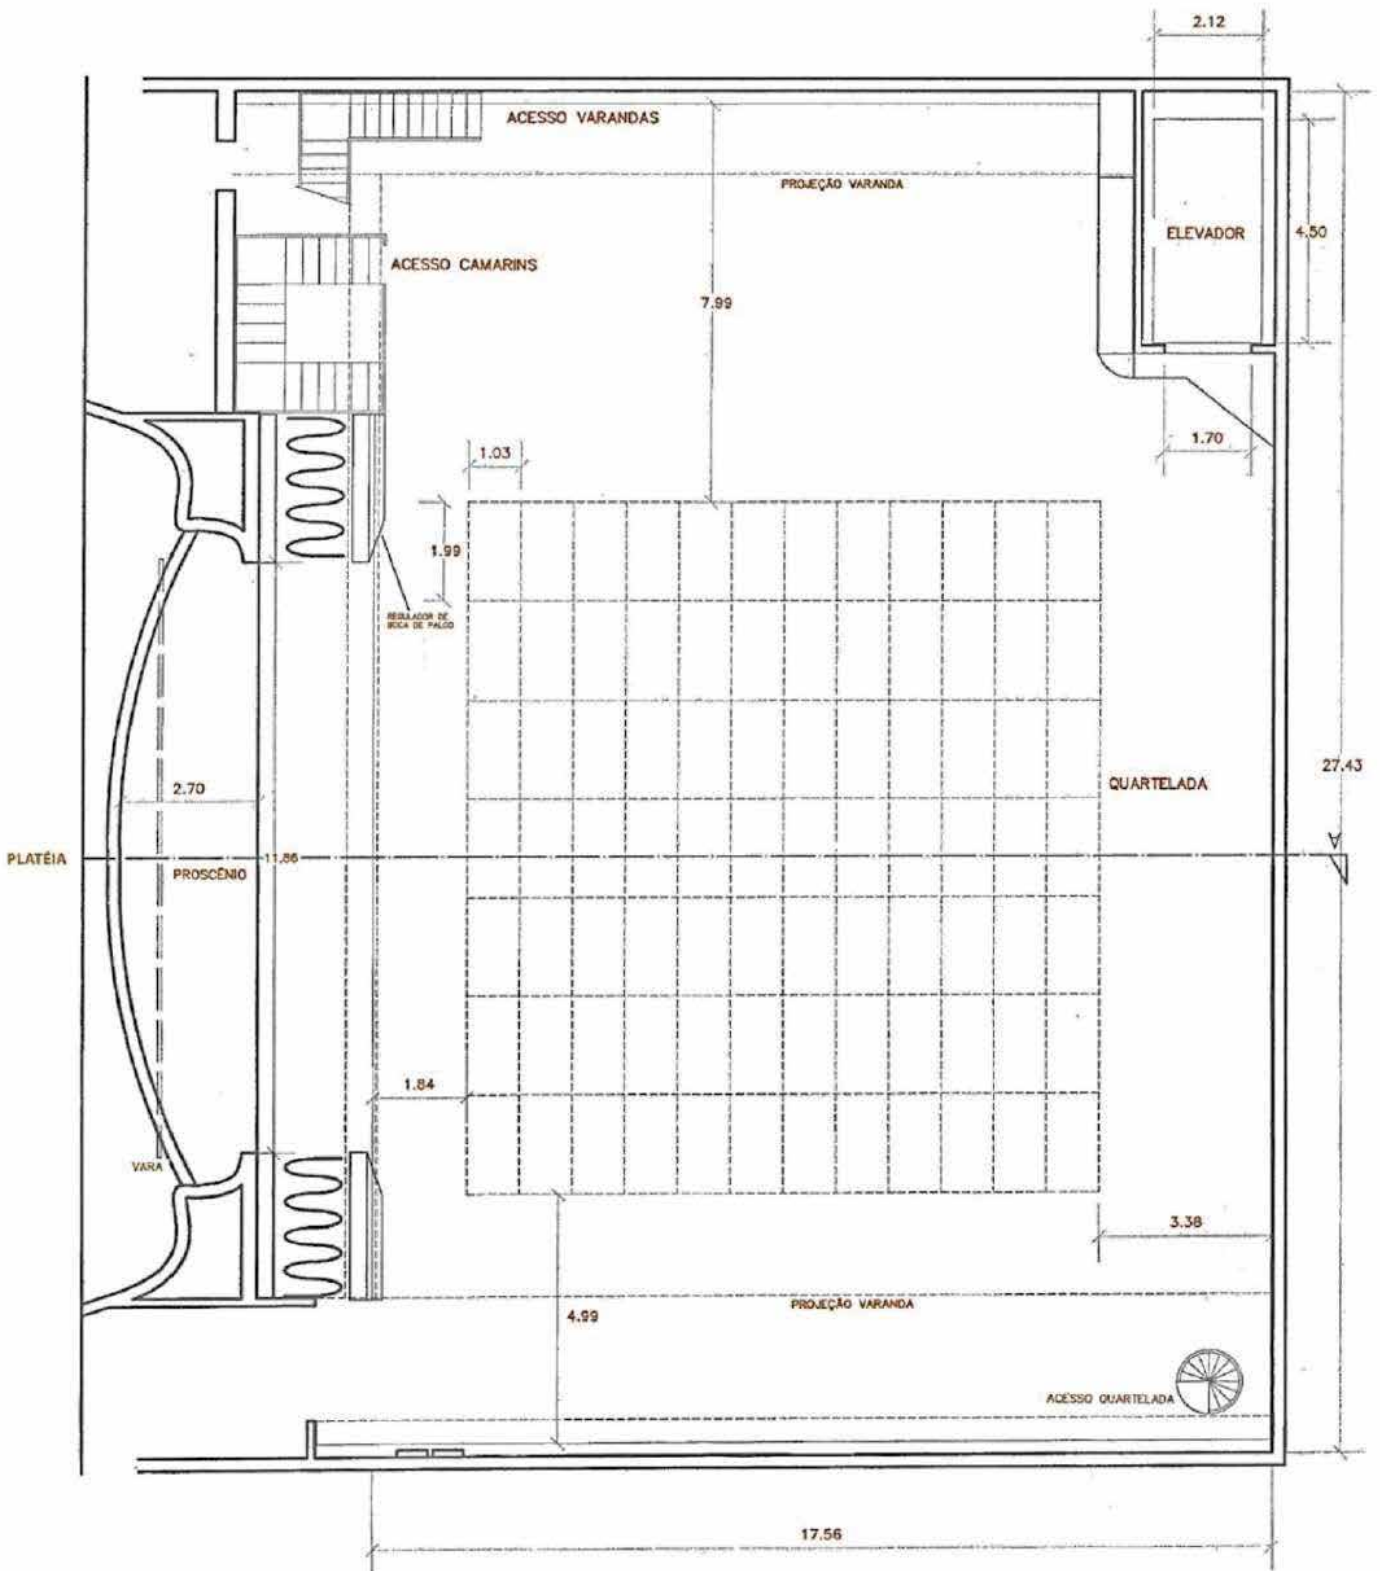 2.12
ACESSO VARANDAS
PROJEÇÃO VARANDA
ELEVADOR
4.50
ACESSO CAMARINS
7.99
1.70
1.03
1.99
REGULADOR DE
BOCA DE PALCO
27.43
QUARTELADA
2.70
A
PLATÉIA
11.86
PROSCÊNIO
1.84
VARA
3.38
PROJEÇÃO VARANDA
4.99
ACESSO QUARTELADA
17.56